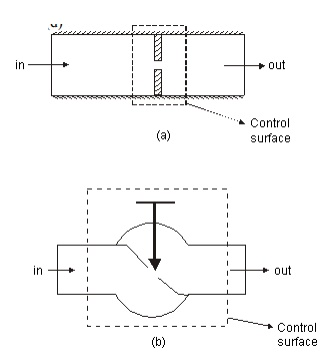 in
out
Control
surface
(a)
in
out
Control
surface
(b)